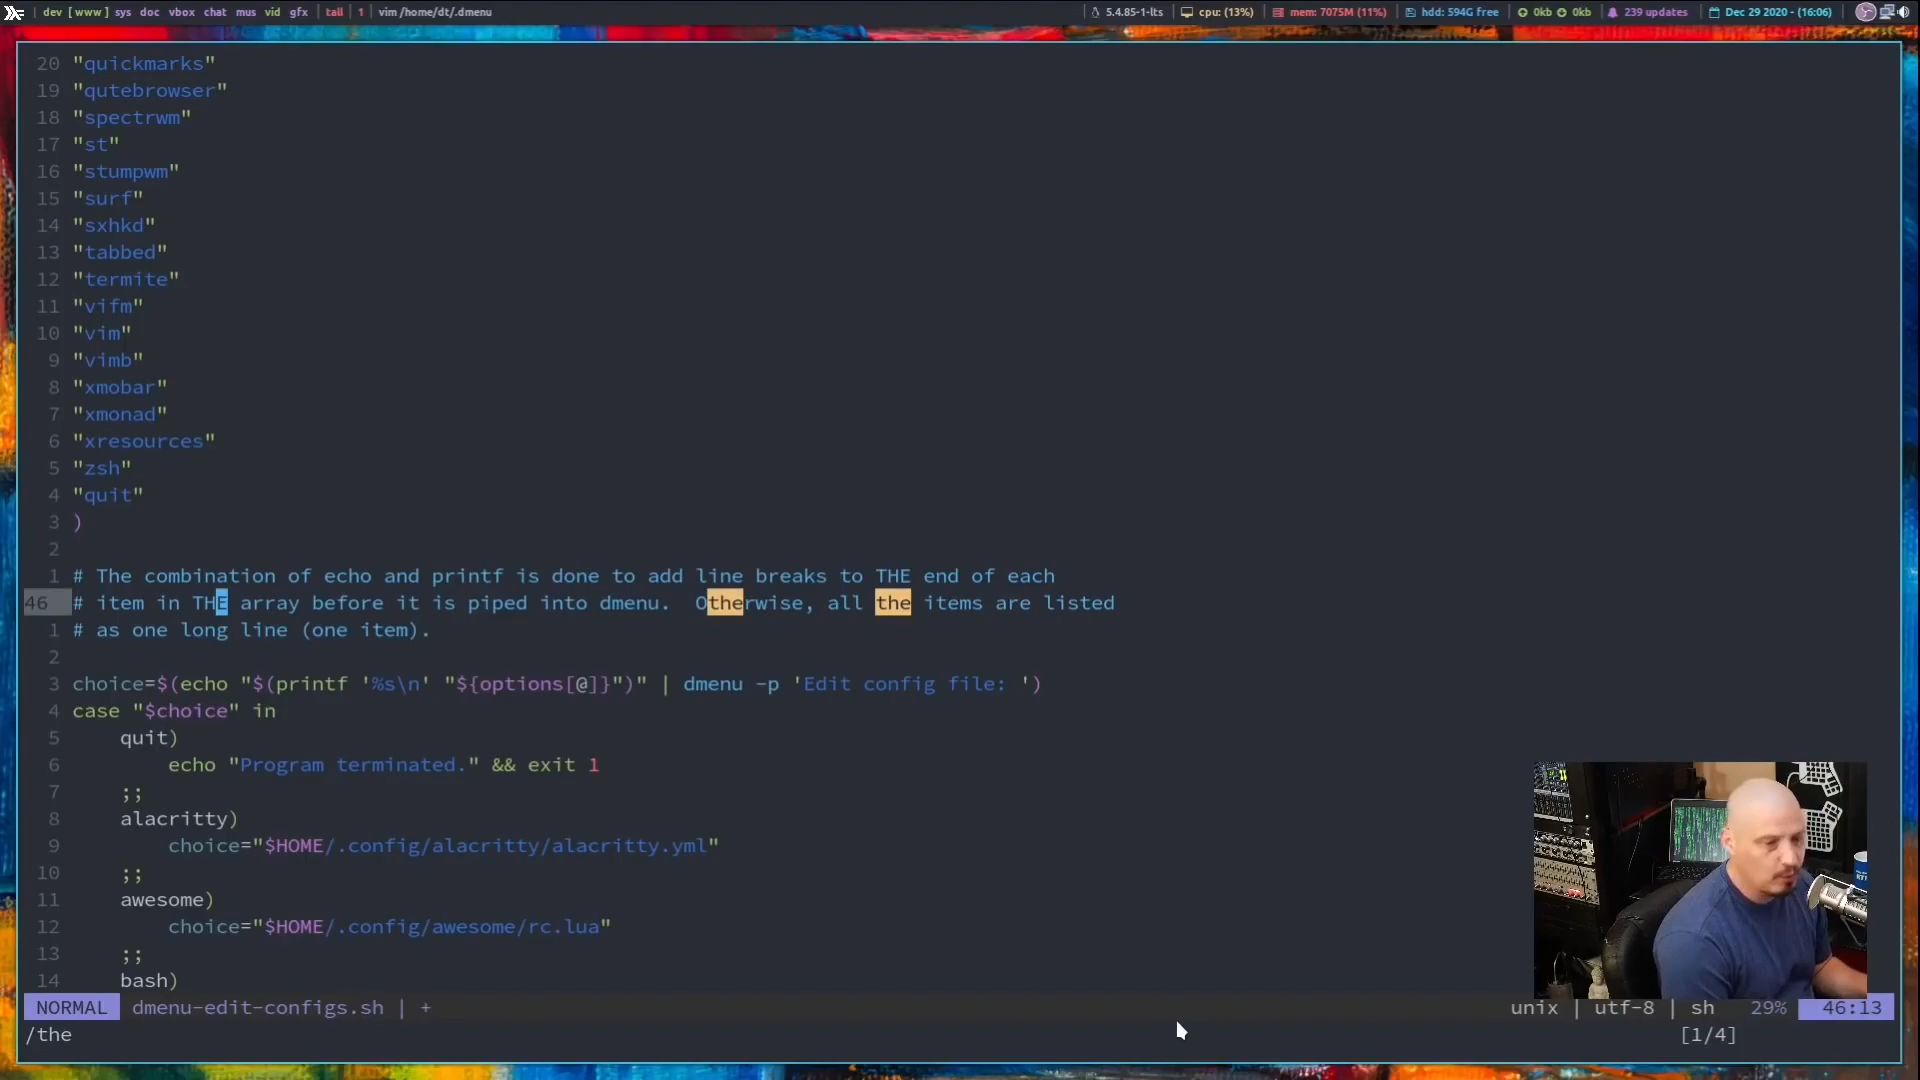 dev [ www ] sys doc vbox chat mus vid gfx | tall | 1 | vim /home/dt/.dmenu | 5.4.85-1-lts | cpu: (13%) | mem: 7075M (11%) | hdd: 594G free | 0kb 0kb | 239 updates | Dec 29 2020 - (16:06) |
20 "quickmarks"
19 "qutebrowser"
18 "spectrwm"
17 "st"
16 "stumpwm"
15 "surf"
14 "sxhkd"
13 "tabbed"
12 "termite"
11 "vifm"
10 "vim"
9 "vimb"
8 "xmobar"
7 "xmonad"
6 "xresources"
5 "zsh"
4 "quit"
3 )
2
1 # The combination of echo and printf is done to add line breaks to THE end of each
46 # item in THE array before it is piped into dmenu.  Otherwise, all the items are listed
1 # as one long line (one item).
2
3 choice=$(echo "$(printf '%s\n' "${options[@]}")" | dmenu -p 'Edit config file: ')
4 case "$choice" in
5     quit)
6         echo "Program terminated." && exit 1
7     ;;
8     alacritty)
9         choice="$HOME/.config/alacritty/alacritty.yml"
10     ;;
11     awesome)
12         choice="$HOME/.config/awesome/rc.lua"
13     ;;
14     bash)
NORMAL dmenu-edit-configs.sh | + unix | utf-8 | sh 29% 46:13
/the [1/4]